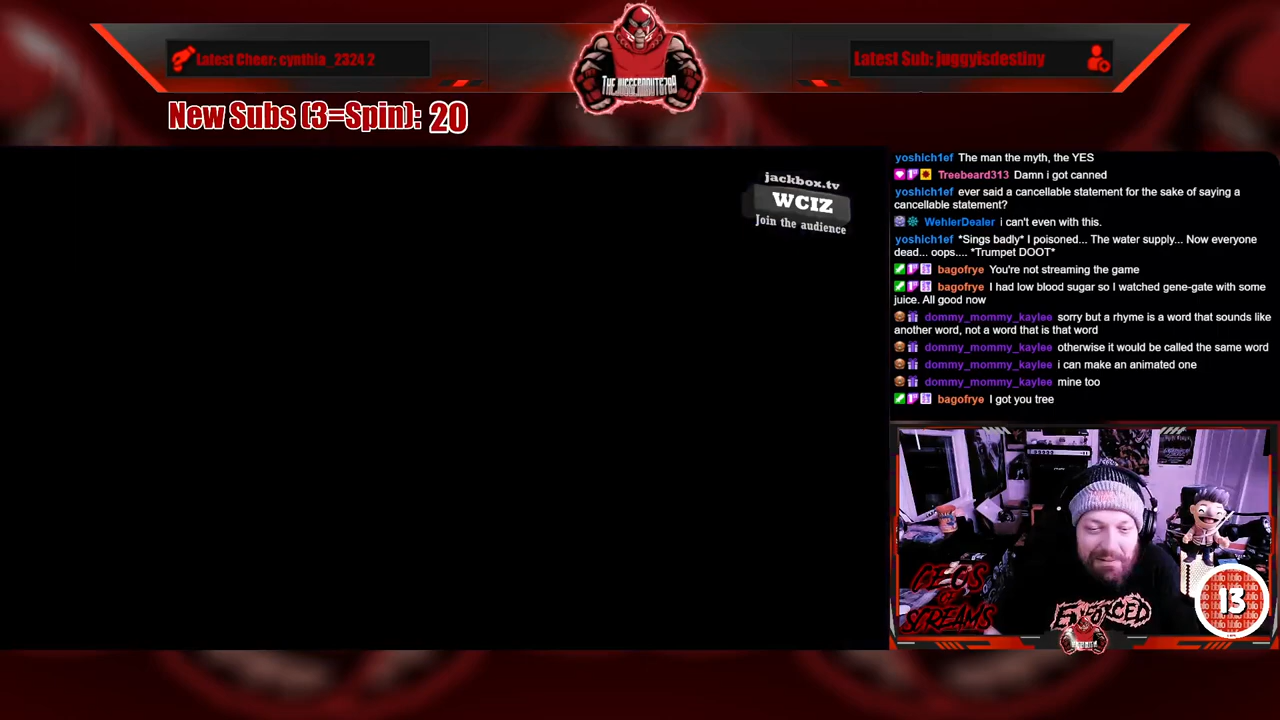 Latest Cheer: cynthia_2324 2
THEJUGGERNAUT6789
Latest Sub: juggyisdestiny
New Subs (3=Spin): 20
jackbox.tv
WCIZ
Join the audience
yoshich1ef The man the myth, the YES
Treebeard313 Damn i got canned
yoshich1ef ever said a cancellable statement for the sake of saying a
cancellable statement?
WehlerDealer i can't even with this.
yoshich1ef *Sings badly* I poisoned... The water supply... Now everyone
dead... oops.... *Trumpet DOOT*
bagofrye You're not streaming the game
bagofrye I had low blood sugar so I watched gene-gate with some
juice. All good now
dommy_mommy_kaylee sorry but a rhyme is a word that sounds like
another word, not a word that is that word
dommy_mommy_kaylee otherwise it would be called the same word
dommy_mommy_kaylee i can make an animated one
dommy_mommy_kaylee mine too
bagofrye I got you tree
SCREAMS
ENFORCED
13